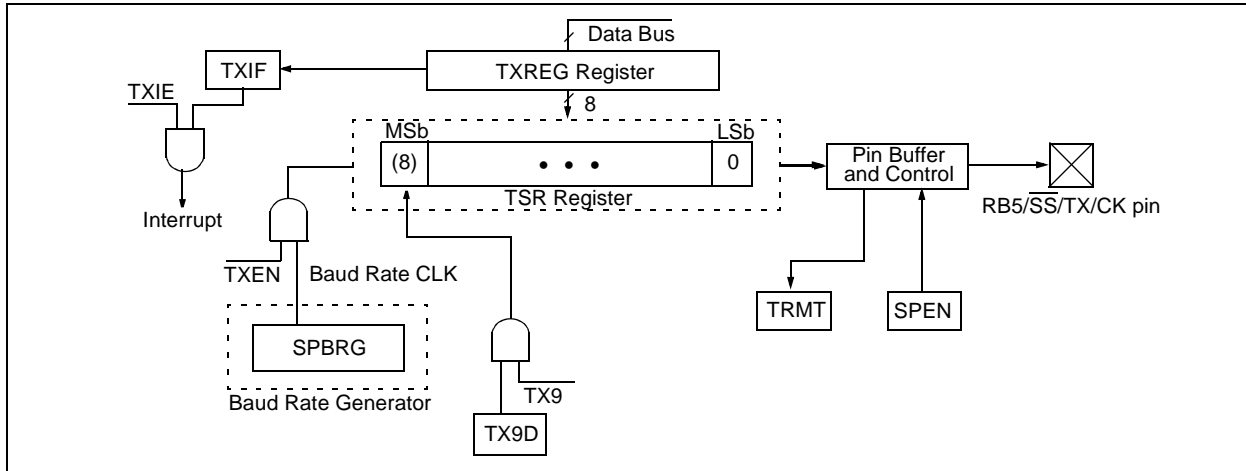 Data Bus
TXIF
TXREG Register
TXIE
8
MSb
LSb
(8)
• • •
0
Pin Buffer
and Control
TSR Register
RB5/SS/TX/CK pin
Interrupt
TXEN
Baud Rate CLK
TRMT
SPEN
SPBRG
TX9
Baud Rate Generator
TX9D